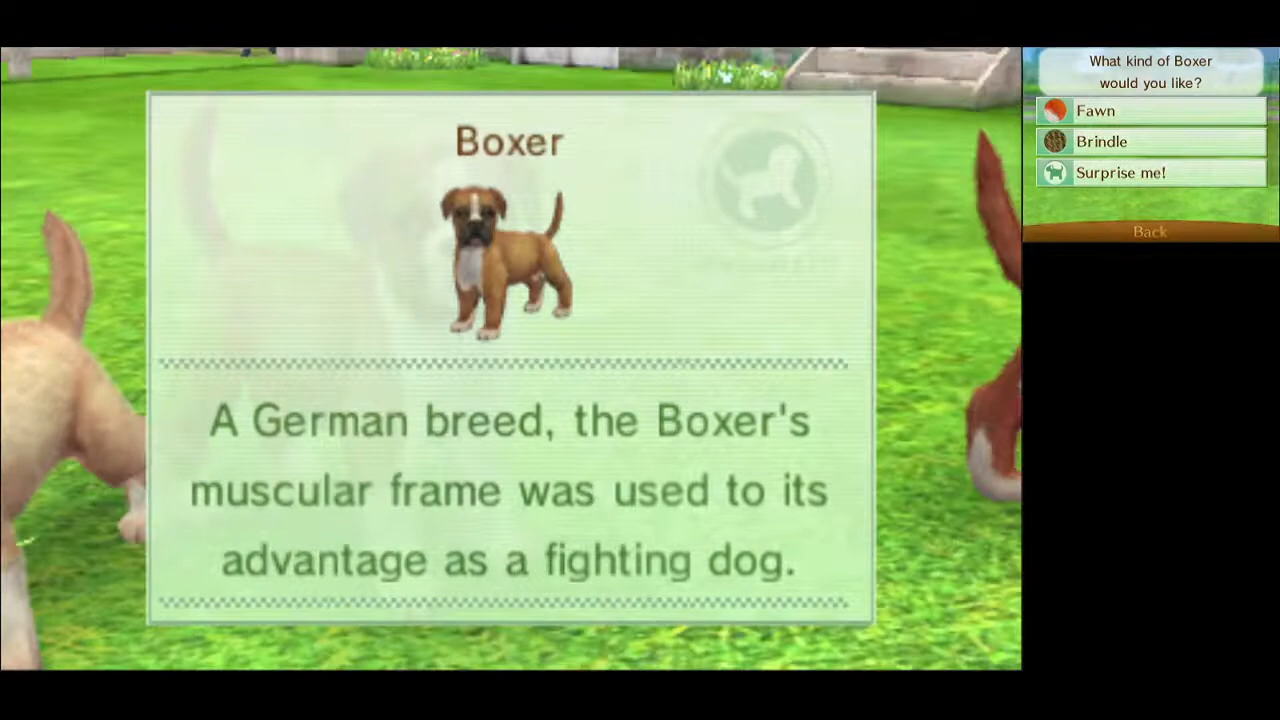 Boxer
A German breed, the Boxer's
muscular frame was used to its
advantage as a fighting dog.
What kind of Boxer
would you like?
Fawn
Brindle
Surprise me!
Back